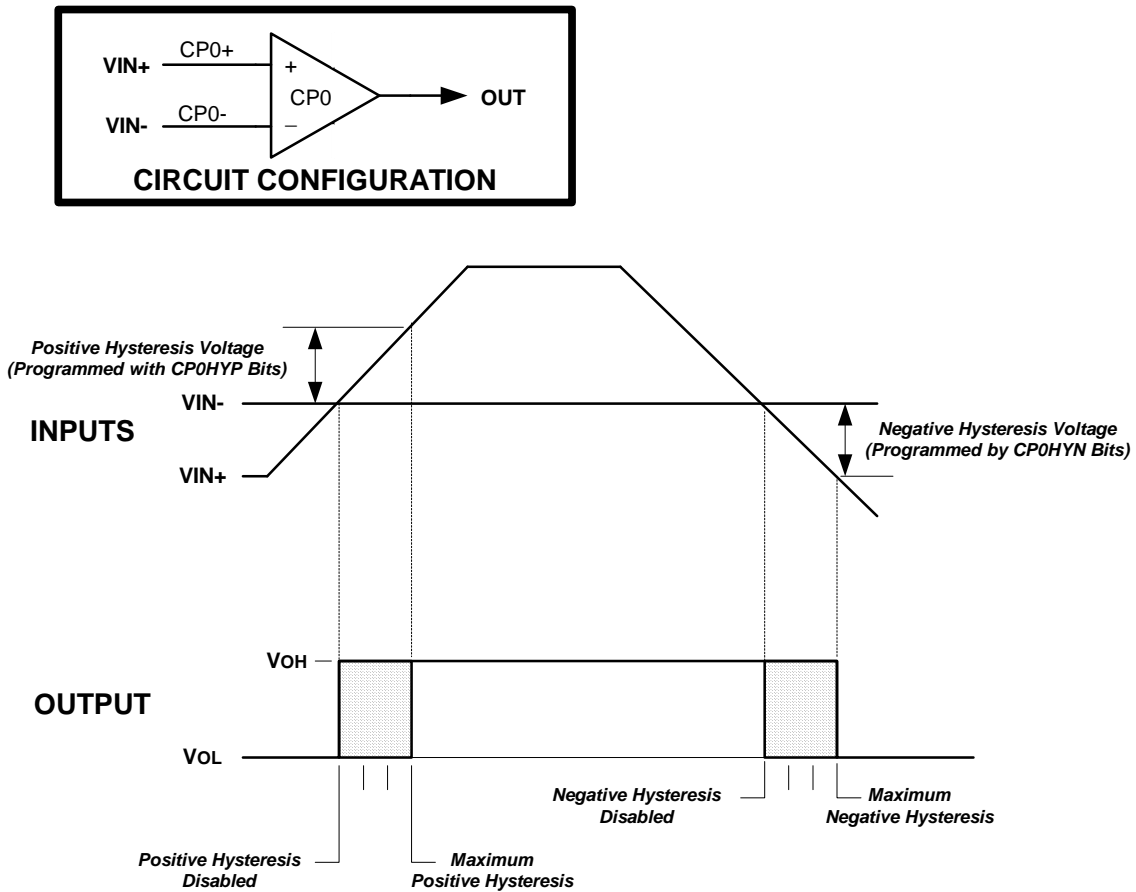 VIN+
CP0+
+
CP0
OUT
VIN-
CP0-
−
CIRCUIT CONFIGURATION
Positive Hysteresis Voltage
(Programmed with CP0HYP Bits)
VIN-
INPUTS
VIN+
Negative Hysteresis Voltage
(Programmed by CP0HYN Bits)
VOH
OUTPUT
VOL
Negative Hysteresis
Disabled
Maximum
Negative Hysteresis
Positive Hysteresis
Disabled
Maximum
Positive Hysteresis